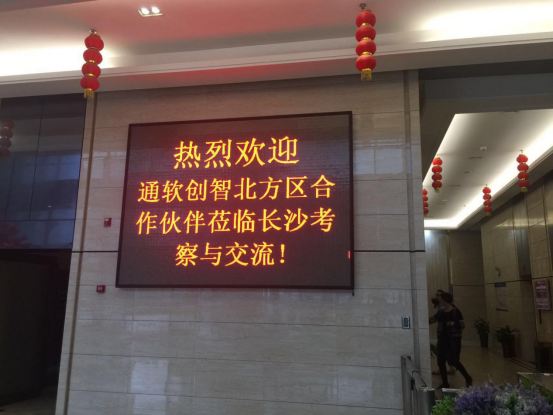 热烈欢迎
通软创智北方区合
作伙伴莅临长沙考
察与交流！